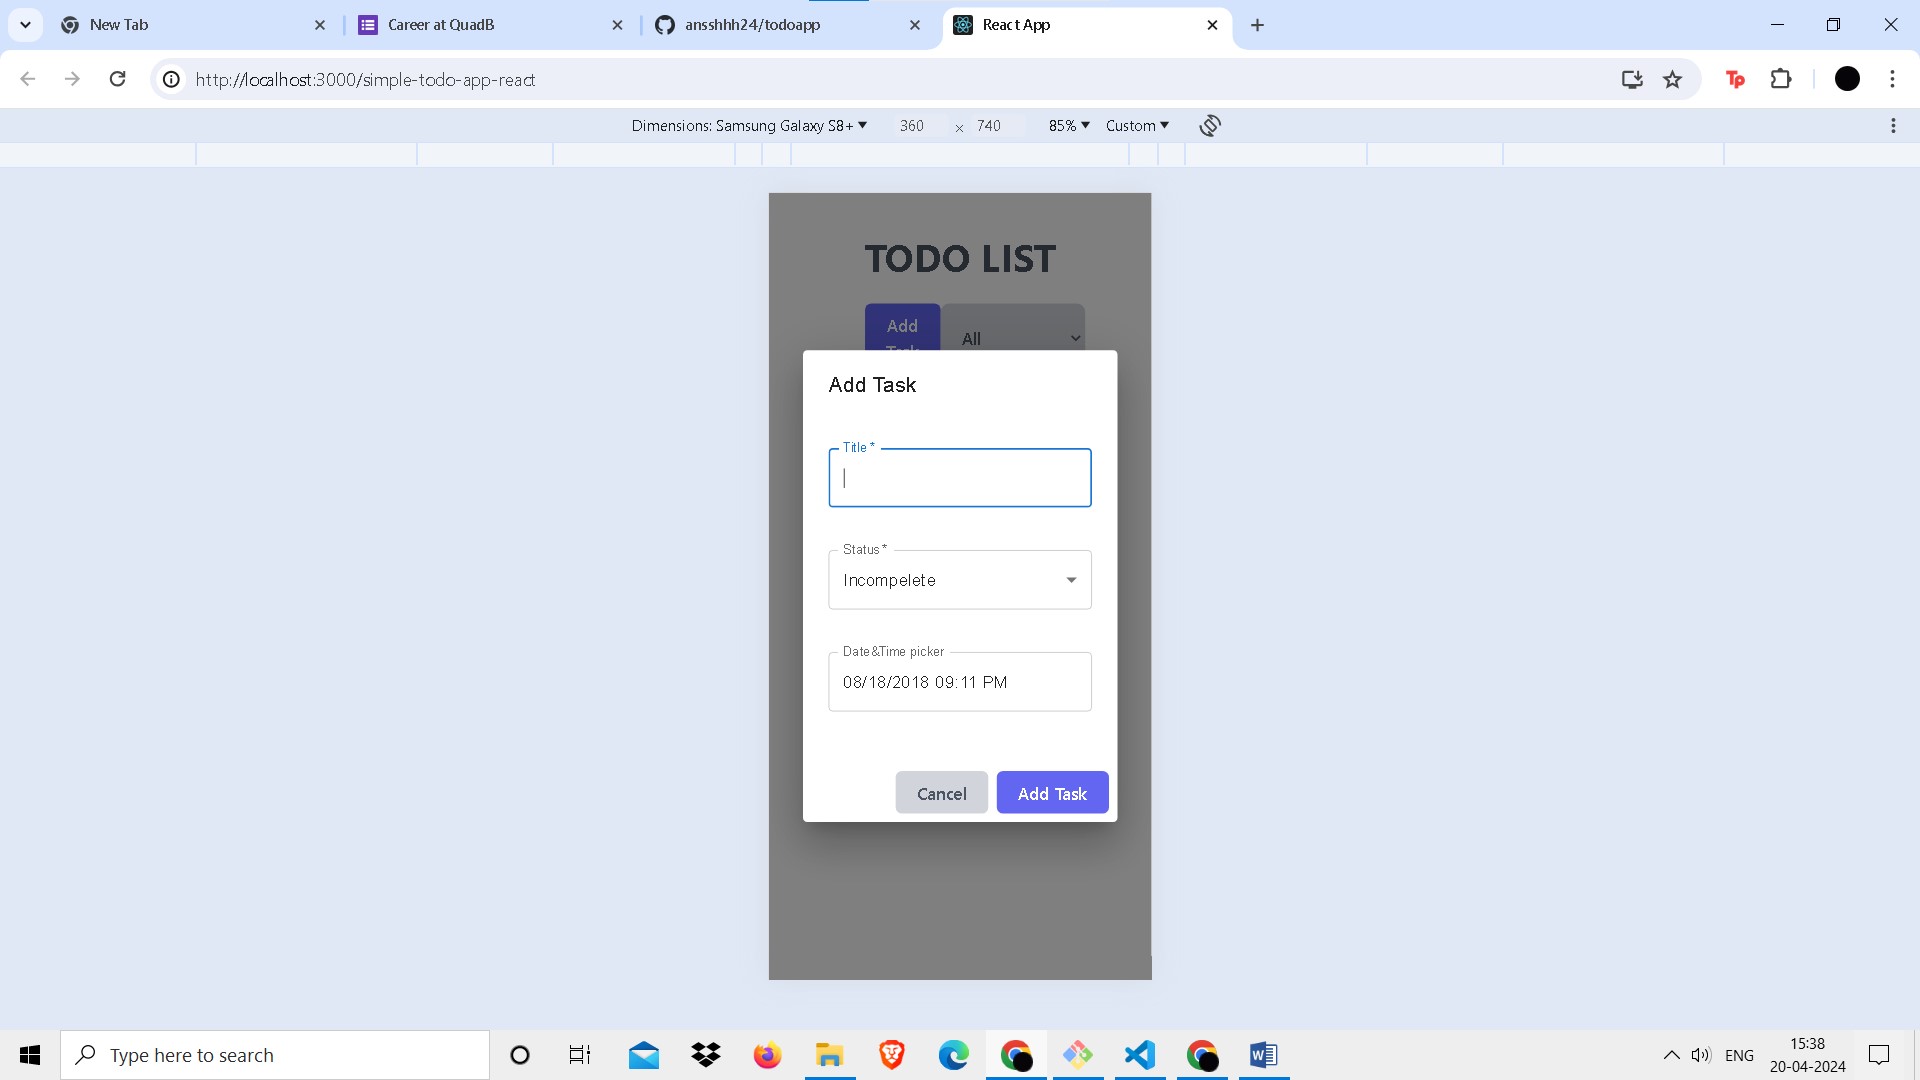 New Tab
Career at QuadB
ansshhh24/todoapp
React App
http://localhost:3000/simple-todo-app-react
Tp
Dimensions: Samsung Galaxy S8+
360 × 740
85%
Custom
TODO LIST
Add
Task
All
Add Task
Title *
Status *
Incompelete
Date&Time picker
08/18/2018 09:11 PM
Cancel
Add Task
Type here to search
ENG
15:38
20-04-2024